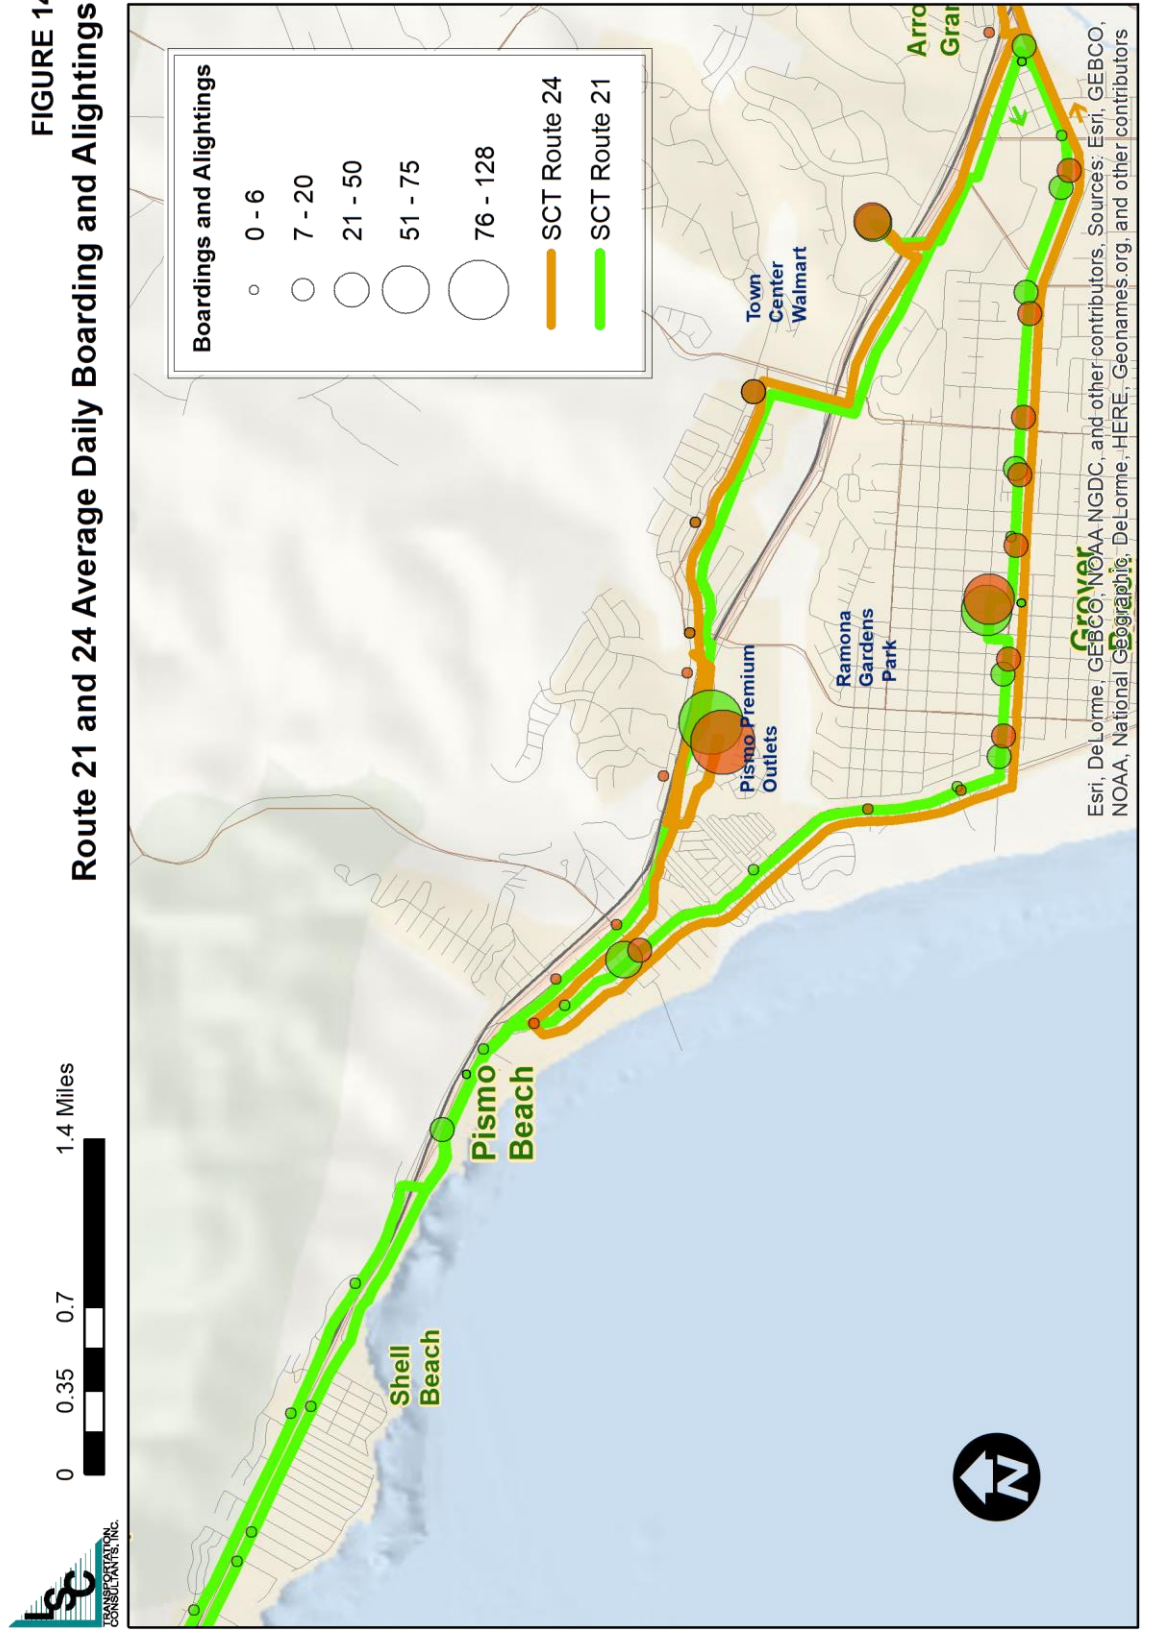 FIGURE 14
Route 21 and 24 Average Daily Boarding and Alightings
LSC
TRANSPORTATION
CONSULTANTS, INC.
0 0.35 0.7 1.4 Miles
Boardings and Alightings
0 - 6
7 - 20
21 - 50
51 - 75
76 - 128
SCT Route 24
SCT Route 21
Shell
Beach
Pismo
Beach
Pismo Premium
Outlets
Ramona
Gardens
Park
Town
Center
Walmart
Arro
Gran
Grover
N
Esri, DeLorme, GEBCO, NOAA NGDC, and other contributors, Sources: Esri, GEBCO,
NOAA, National Geographic, DeLorme, HERE, Geonames.org, and other contributors